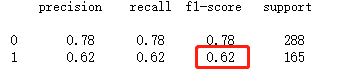 precision recall f1-score support
0 0.78 0.78 0.78 288
1 0.62 0.62 0.62 165